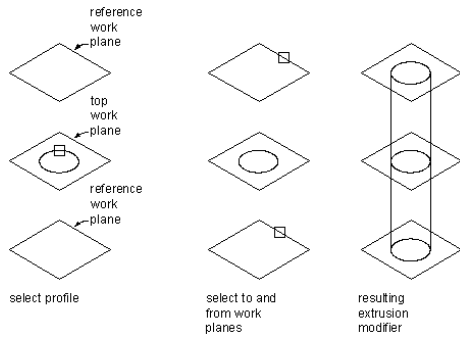 reference
work
plane
top
work
plane
reference
work
plane
select profile
select to and
from work
planes
resulting
extrusion
modifier